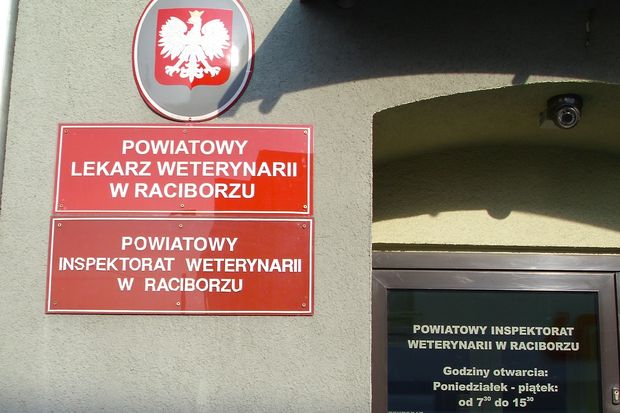 POWIATOWY
LEKARZ WETERYNARII
W RACIBORZU
POWIATOWY
INSPEKTORAT WETERYNARII
W RACIBORZU
POWIATOWY INSPEKTORAT
WETERYNARII W RACIBORZU
Godziny otwarcia:
Poniedziałek - piątek:
od 7³⁰ do 15³⁰